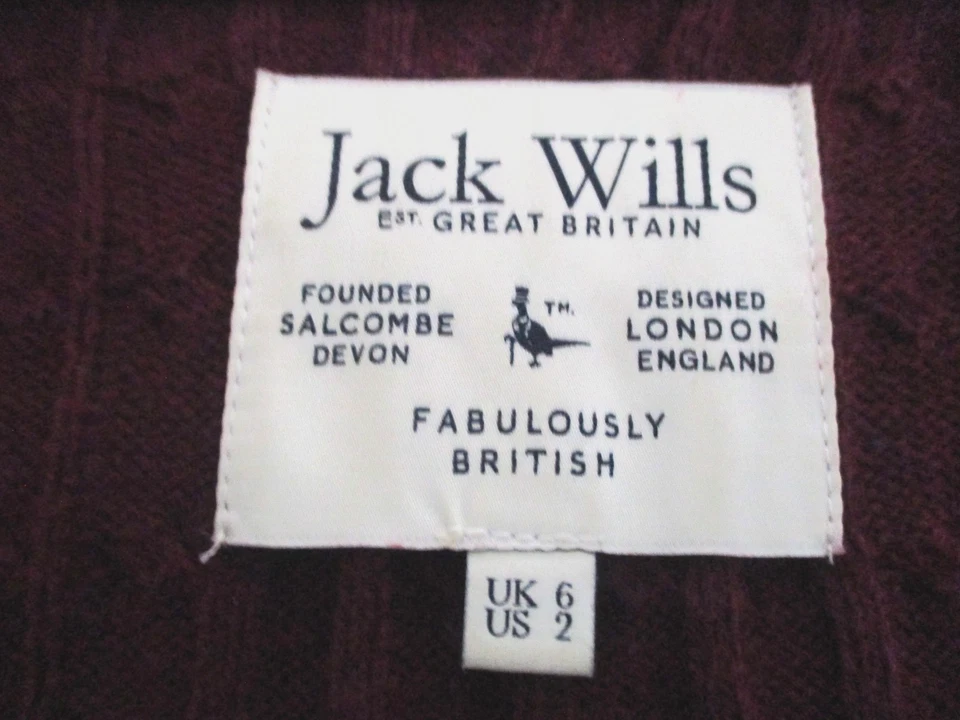 Jack Wills
EST. GREAT BRITAIN
FOUNDED
SALCOMBE
DEVON
TM.
DESIGNED
LONDON
ENGLAND
FABULOUSLY
BRITISH
UK 6
US 2